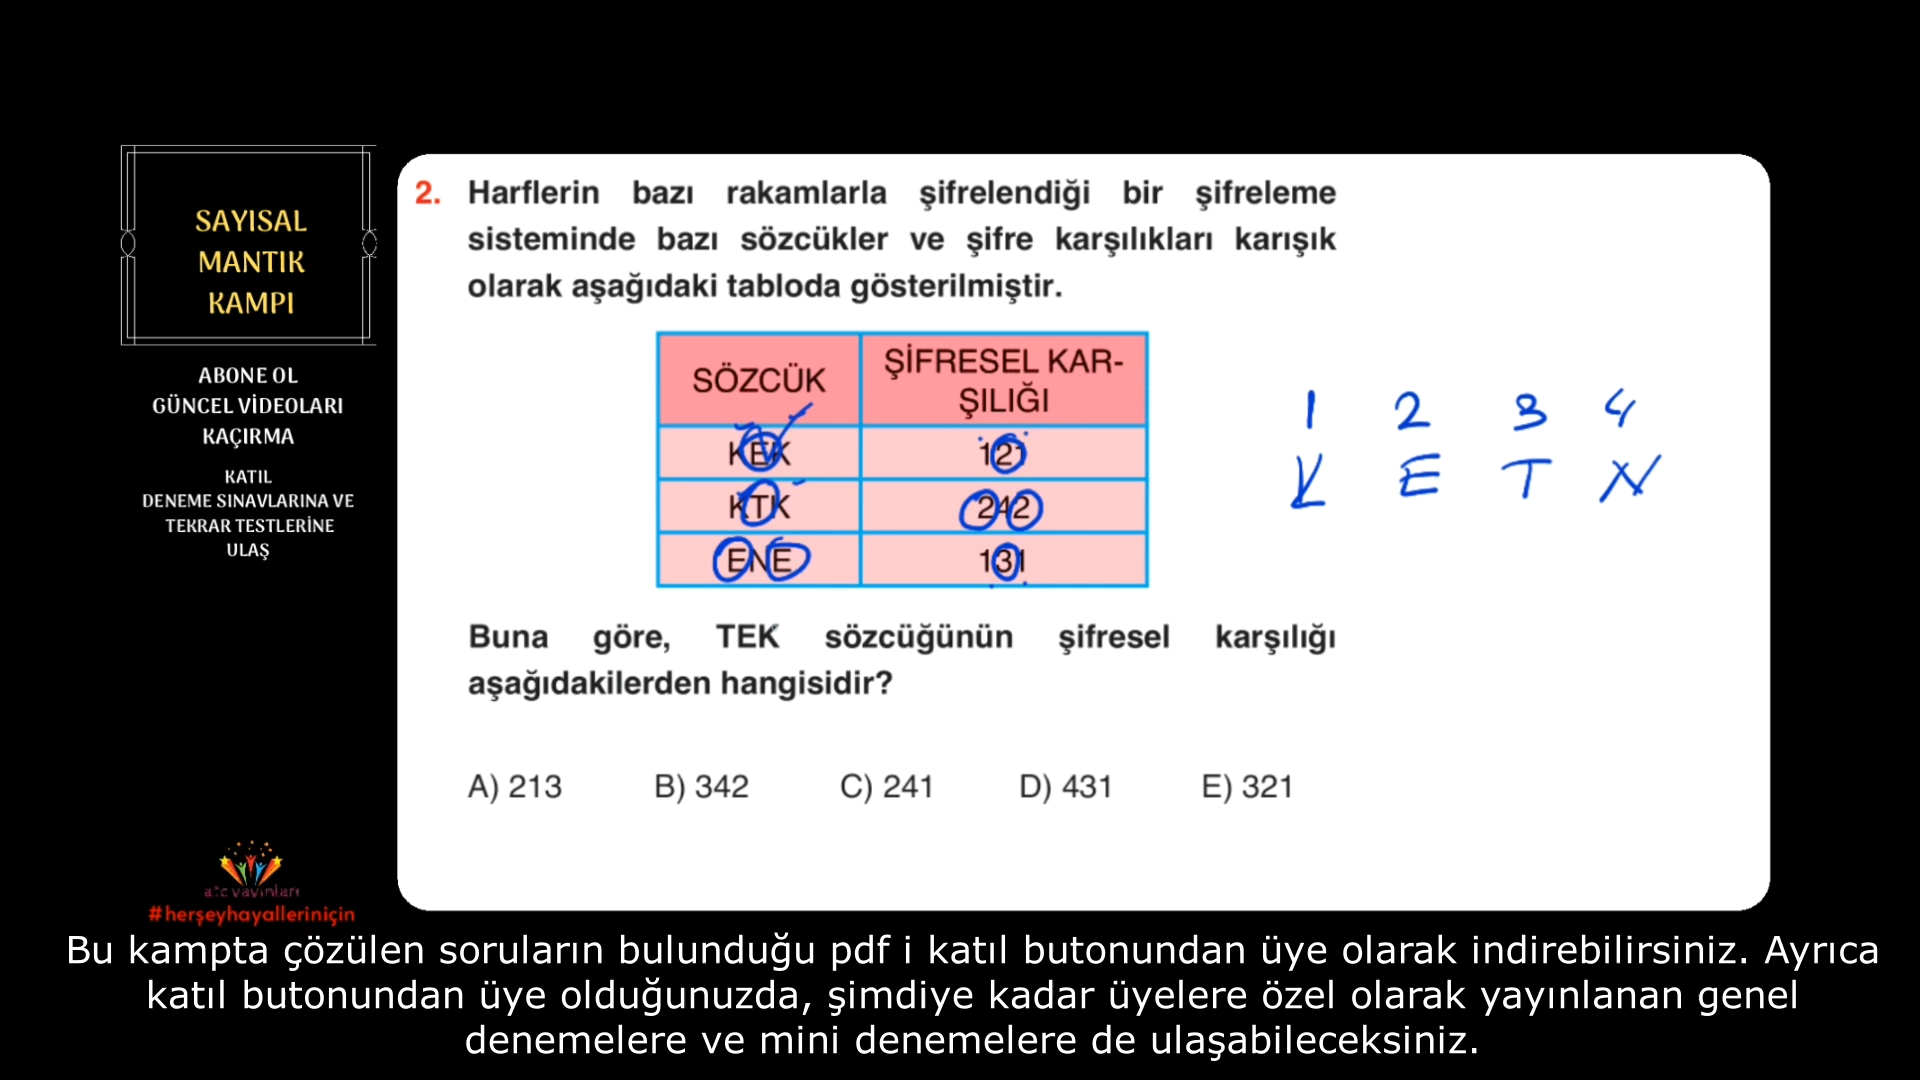 SAYISAL
MANTIK
KAMPI
ABONE OL
GÜNCEL VİDEOLARI
KAÇIRMA
KATIL
DENEME SINAVLARINA VE
TEKRAR TESTLERİNE
ULAŞ
atc yayınları
#herşeyhayalleriniçin
2. Harflerin bazı rakamlarla şifrelendiği bir şifreleme
sisteminde bazı sözcükler ve şifre karşılıkları karışık
olarak aşağıdaki tabloda gösterilmiştir.
SÖZCÜK ŞİFRESEL KAR-
ŞILIĞI
KEK 121
KTK 242
ENE 131
1 2 3 4
K E T N
Buna göre, TEK sözcüğünün şifresel karşılığı
aşağıdakilerden hangisidir?
A) 213 B) 342 C) 241 D) 431 E) 321
Bu kampta çözülen soruların bulunduğu pdf i katıl butonundan üye olarak indirebilirsiniz. Ayrıca
katıl butonundan üye olduğunuzda, şimdiye kadar üyelere özel olarak yayınlanan genel
denemelere ve mini denemelere de ulaşabileceksiniz.